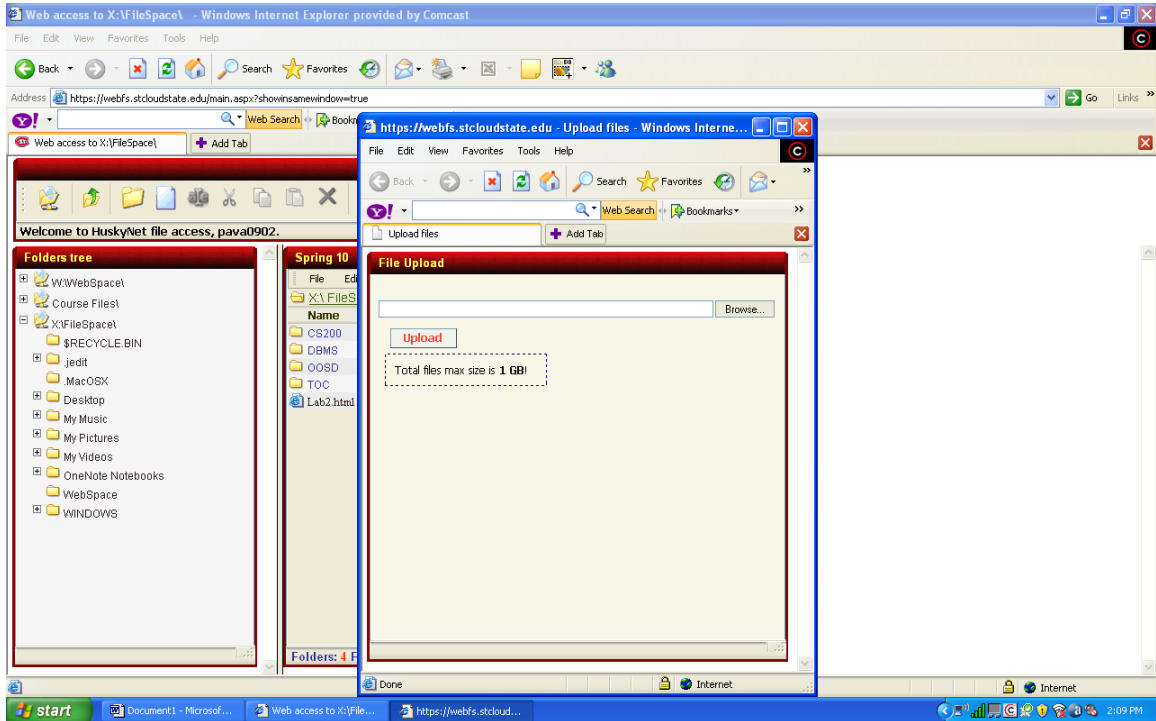 Web access to X:\FileSpace\ - Windows Internet Explorer provided by Comcast
File Edit View Favorites Tools Help
Back Search Favorites
Address https://webfs.stcloudstate.edu/main.aspx?showinsamewindow=true Go Links
Web Search Bookm
Web access to X:\FileSpace\ Add Tab
Welcome to HuskyNet file access, pava0902.
Folders tree
W:\WebSpace\
Course Files\
X:\FileSpace\
$RECYCLE.BIN
.jedit
.MacOSX
Desktop
My Music
My Pictures
My Videos
OneNote Notebooks
WebSpace
WINDOWS
Spring 10
File Edi
X:\ FileS
Name
CS200
DBMS
OOSD
TOC
Lab2.html
Folders: 4 F
https://webfs.stcloudstate.edu - Upload files - Windows Interne...
File Edit View Favorites Tools Help
Back Search Favorites
Web Search Bookmarks
Upload files Add Tab
File Upload
Browse...
Upload
Total files max size is 1 GB!
Done Internet
Internet
start Document1 - Microsof... Web access to X:\File... https://webfs.stcloud... 2:09 PM